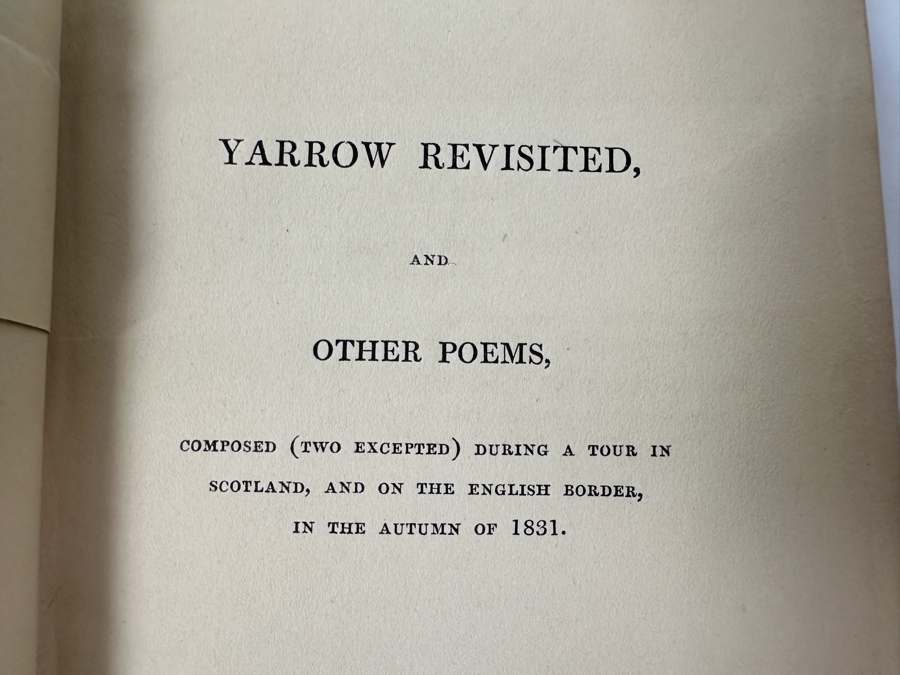 YARROW REVISITED,
AND
OTHER POEMS,
COMPOSED (TWO EXCEPTED) DURING A TOUR IN
SCOTLAND, AND ON THE ENGLISH BORDER,
IN THE AUTUMN OF 1831.